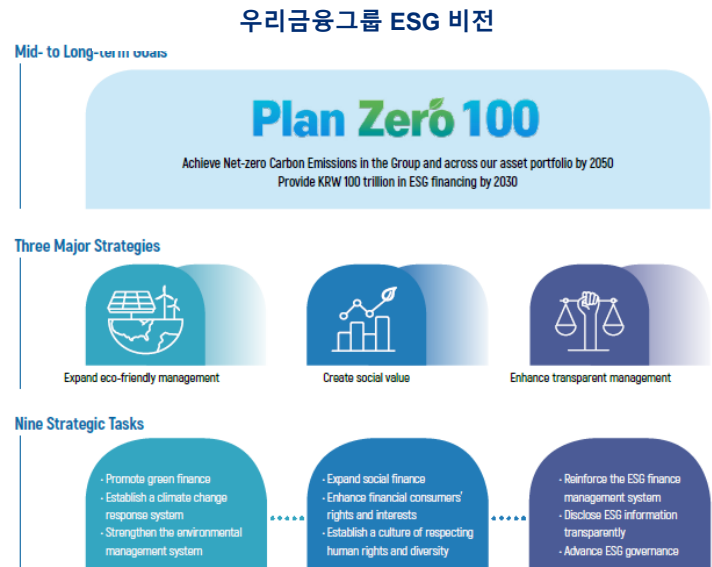 우리금융그룹 ESG 비전
Mid- to Long-term Goals
Plan Zero 100
Achieve Net-zero Carbon Emissions in the Group and across our asset portfolio by 2050
Provide KRW 100 trillion in ESG financing by 2030
Three Major Strategies
Expand eco-friendly management
Create social value
Enhance transparent management
Nine Strategic Tasks
· Promote green finance
· Establish a climate change
response system
· Strengthen the environmental
management system
· Expand social finance
· Enhance financial consumers'
rights and interests
· Establish a culture of respecting
human rights and diversity
· Reinforce the ESG finance
management system
· Disclose ESG information
transparently
· Advance ESG governance